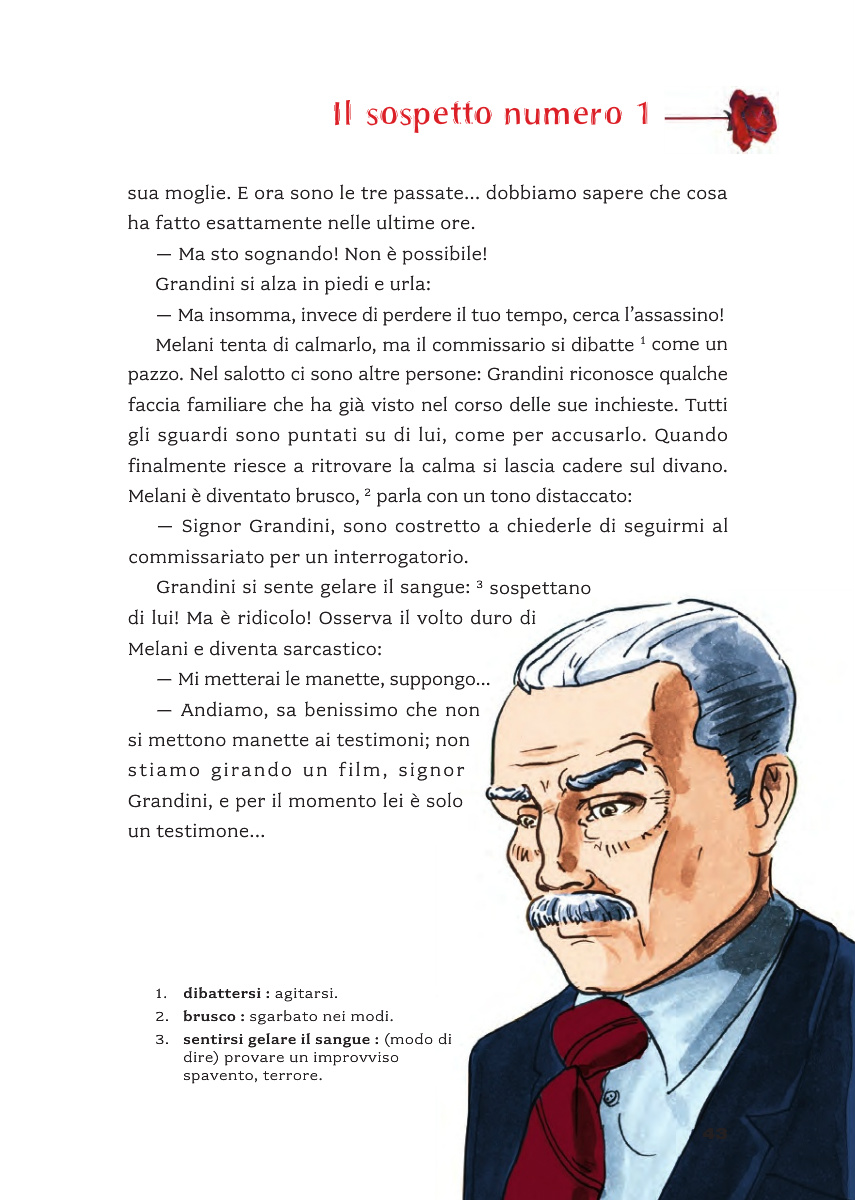 Il sospetto numero 1
sua moglie. E ora sono le tre passate... dobbiamo sapere che cosa
ha fatto esattamente nelle ultime ore.
— Ma sto sognando! Non è possibile!
Grandini si alza in piedi e urla:
— Ma insomma, invece di perdere il tuo tempo, cerca l'assassino!
Melani tenta di calmarlo, ma il commissario si dibatte ¹ come un
pazzo. Nel salotto ci sono altre persone: Grandini riconosce qualche
faccia familiare che ha già visto nel corso delle sue inchieste. Tutti
gli sguardi sono puntati su di lui, come per accusarlo. Quando
finalmente riesce a ritrovare la calma si lascia cadere sul divano.
Melani è diventato brusco, ² parla con un tono distaccato:
— Signor Grandini, sono costretto a chiederle di seguirmi al
commissariato per un interrogatorio.
Grandini si sente gelare il sangue: ³ sospettano
di lui! Ma è ridicolo! Osserva il volto duro di
Melani e diventa sarcastico:
— Mi metterai le manette, suppongo...
— Andiamo, sa benissimo che non
si mettono manette ai testimoni; non
stiamo girando un film, signor
Grandini, e per il momento lei è solo
un testimone...
1. dibattersi : agitarsi.
2. brusco : sgarbato nei modi.
3. sentirsi gelare il sangue : (modo di
dire) provare un improvviso
spavento, terrore.